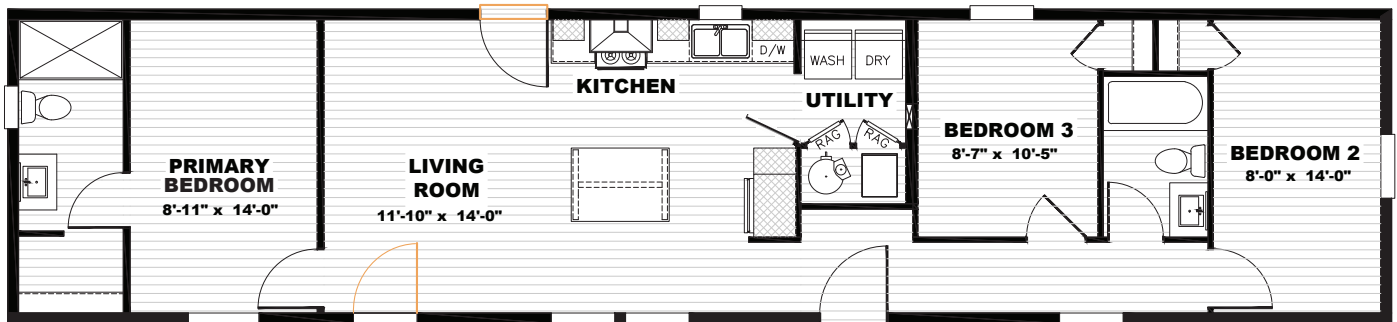 PRIMARY
BEDROOM
8'-11" x 14'-0"
LIVING
ROOM
11'-10" x 14'-0"
KITCHEN
D/W
WASH
DRY
UTILITY
RAG
RAG
BEDROOM 3
8'-7" x 10'-5"
BEDROOM 2
8'-0" x 14'-0"